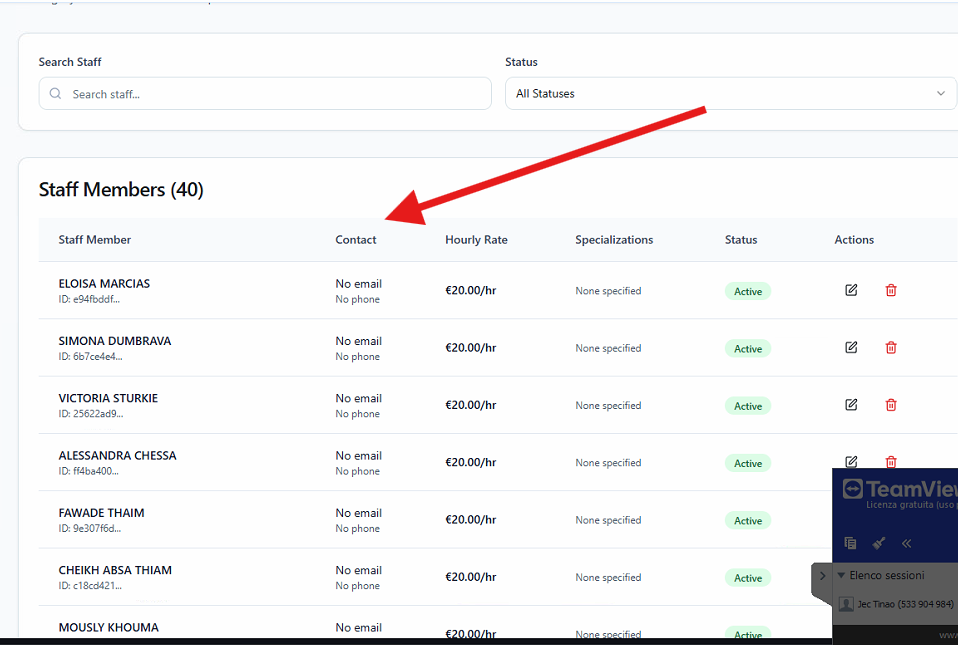 Search Staff
Status
Search staff...
All Statuses
Staff Members (40)
Staff Member Contact Hourly Rate Specializations Status Actions
ELOISA MARCIAS No email €20.00/hr None specified Active
ID: e94fbddf... No phone
SIMONA DUMBRAVA No email €20.00/hr None specified Active
ID: 6b7ce4e4... No phone
VICTORIA STURKIE No email €20.00/hr None specified Active
ID: 25622ad9... No phone
ALESSANDRA CHESSA No email €20.00/hr None specified Active
ID: ff4ba400... No phone
TeamView
Licenza gratuita (uso
FAWADE THAIM No email €20.00/hr None specified Active
ID: 9e307f6d... No phone
CHEIKH ABSA THIAM No email €20.00/hr None specified Active
ID: c18cd421... No phone
Elenco sessioni
Jec Tinao (533 904 984)
MOUSLY KHOUMA No email €20.00/hr None specified Active
www